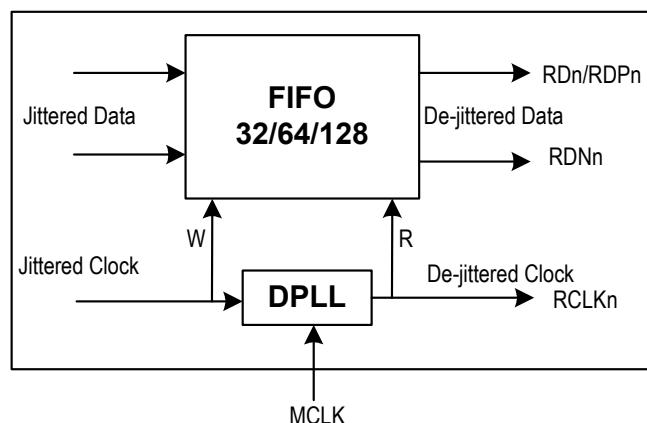 FIFO
32/64/128
Jittered Data
De-jittered Data
RDn/RDPn
RDNn
W
R
Jittered Clock
DPLL
De-jittered Clock
RCLKn
MCLK